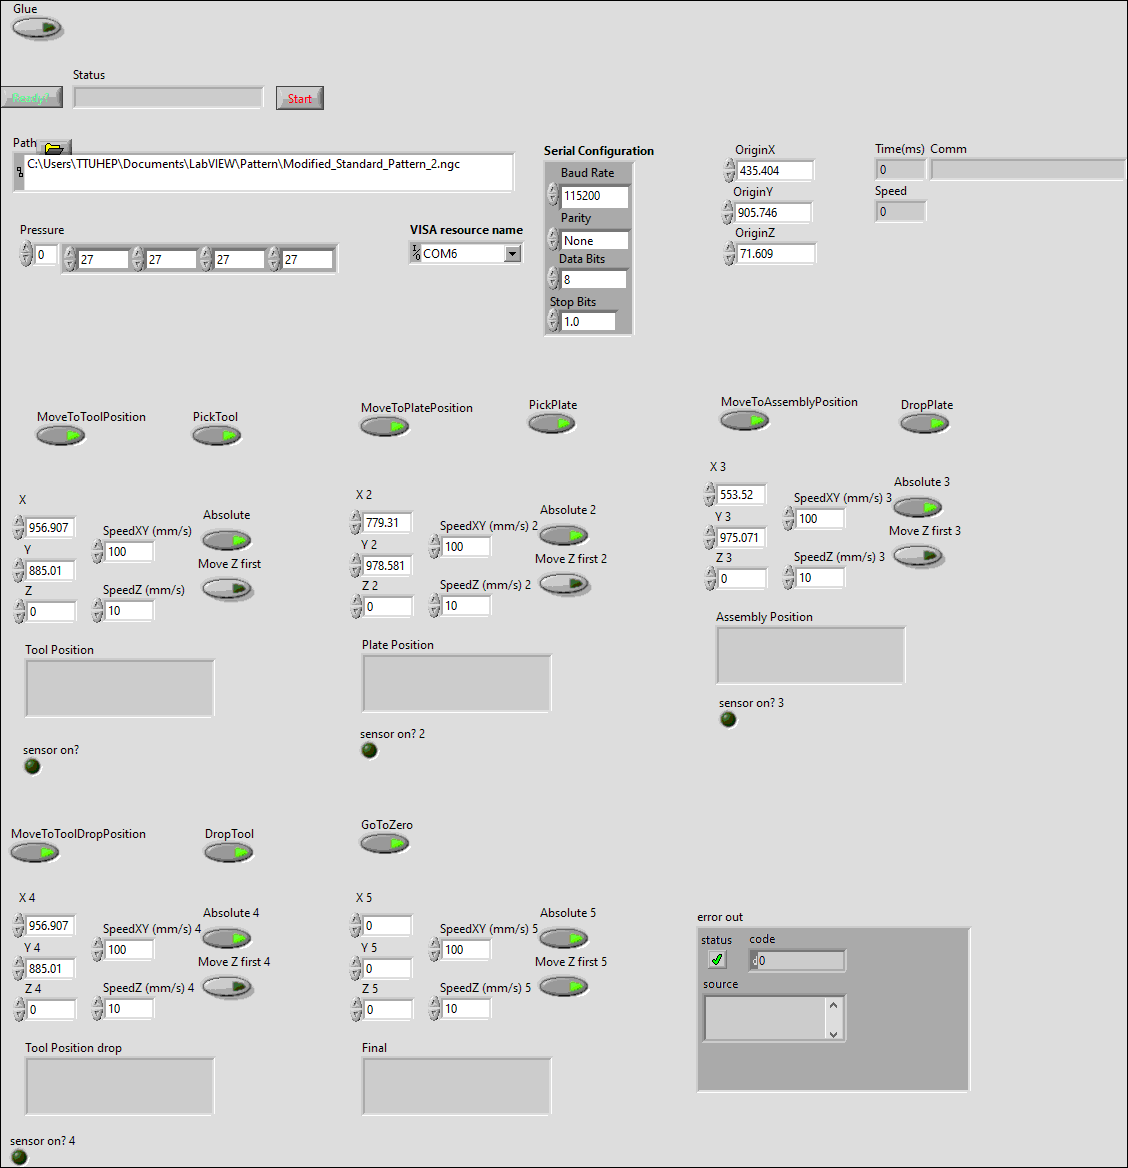 Glue
Status
Ready!
Start
Path
C:\Users\TTUHEP\Documents\LabVIEW\Pattern\Modified_Standard_Pattern_2.ngc
Pressure
0
27
27
27
27
VISA resource name
COM6
Serial Configuration
Baud Rate
115200
Parity
None
Data Bits
8
Stop Bits
1.0
OriginX
435.404
OriginY
905.746
OriginZ
71.609
Time(ms)
0
Comm
Speed
0
MoveToToolPosition
PickTool
X
956.907
Y
885.01
Z
0
SpeedXY (mm/s)
100
SpeedZ (mm/s)
10
Absolute
Move Z first
Tool Position
sensor on?
MoveToPlatePosition
PickPlate
X 2
779.31
Y 2
978.581
Z 2
0
SpeedXY (mm/s) 2
100
SpeedZ (mm/s) 2
10
Absolute 2
Move Z first 2
Plate Position
sensor on? 2
MoveToAssemblyPosition
DropPlate
X 3
553.52
Y 3
975.071
Z 3
0
SpeedXY (mm/s) 3
100
SpeedZ (mm/s) 3
10
Absolute 3
Move Z first 3
Assembly Position
sensor on? 3
MoveToToolDropPosition
DropTool
X 4
956.907
Y 4
885.01
Z 4
0
SpeedXY (mm/s) 4
100
SpeedZ (mm/s) 4
10
Absolute 4
Move Z first 4
Tool Position drop
sensor on? 4
GoToZero
X 5
0
Y 5
0
Z 5
0
SpeedXY (mm/s) 5
100
SpeedZ (mm/s) 5
10
Absolute 5
Move Z first 5
Final
error out
status
code
d0
source